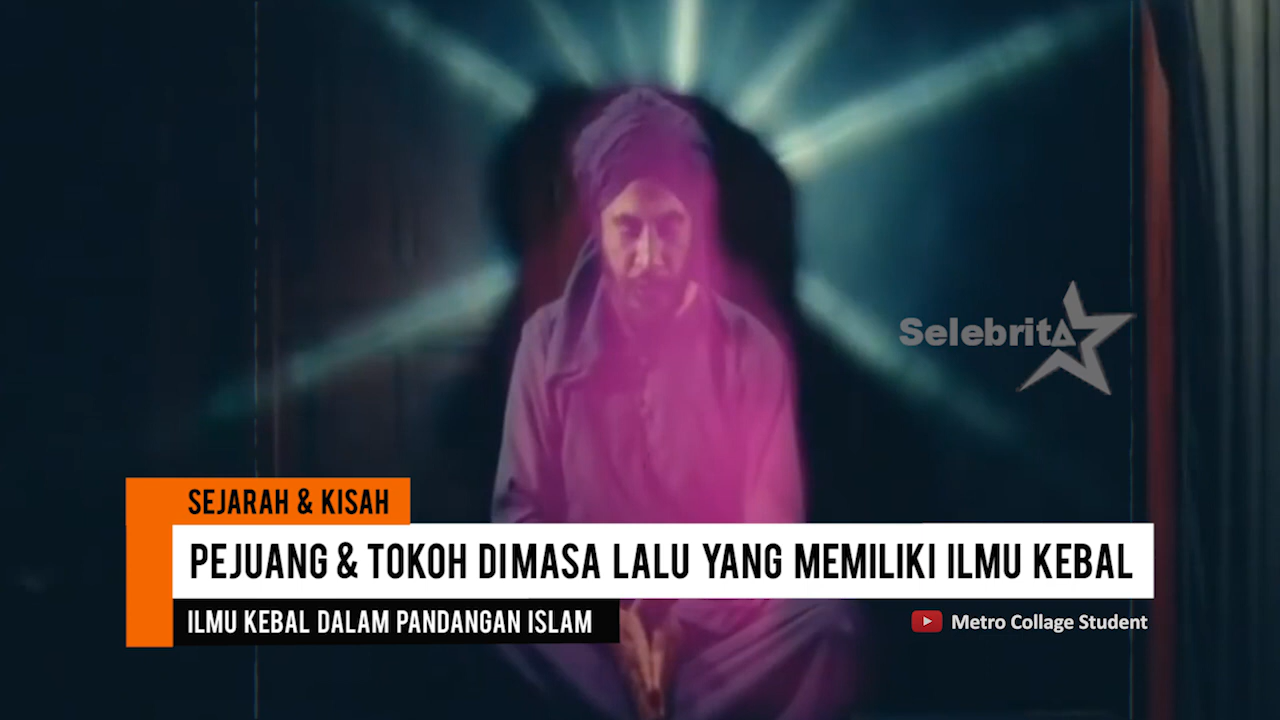 Selebrita
SEJARAH & KISAH
PEJUANG & TOKOH DIMASA LALU YANG MEMILIKI ILMU KEBAL
ILMU KEBAL DALAM PANDANGAN ISLAM
Metro Collage Student